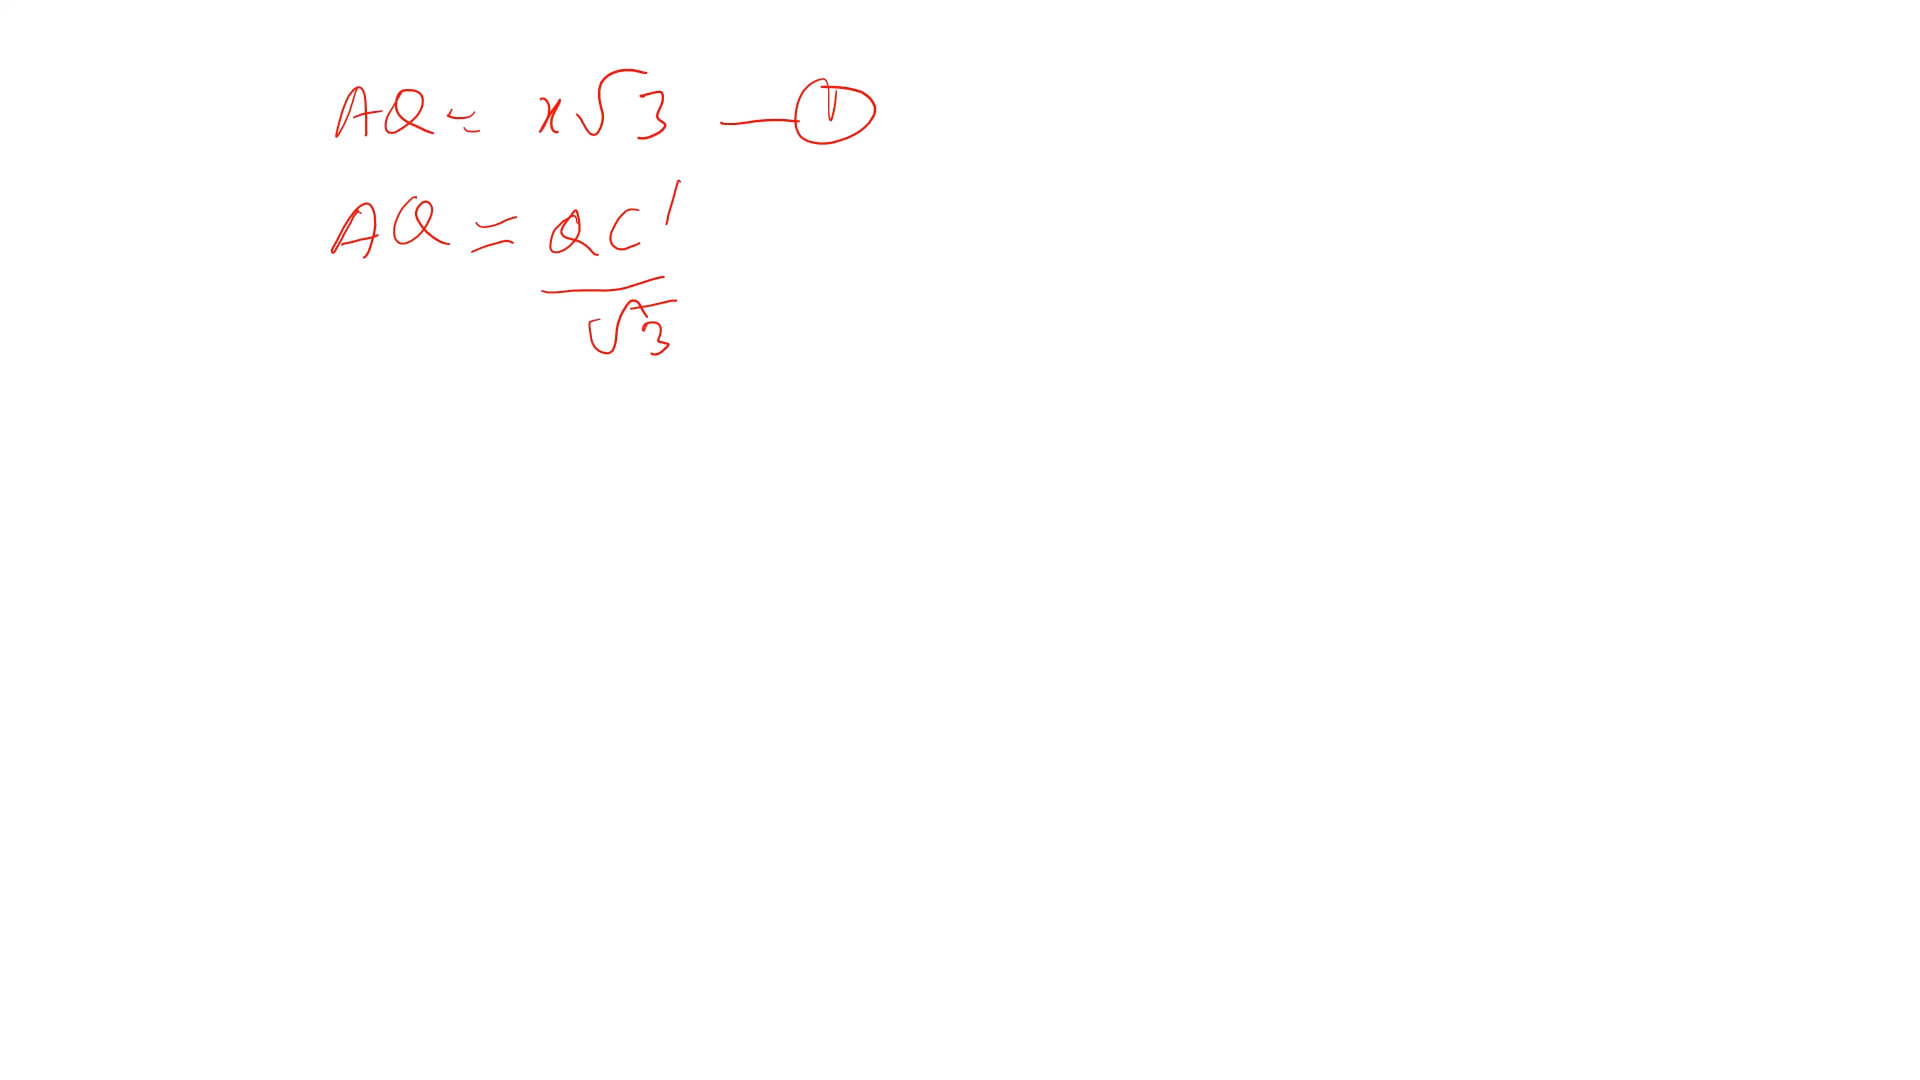 AQ = x√3 — ①
AQ = QC'
√3